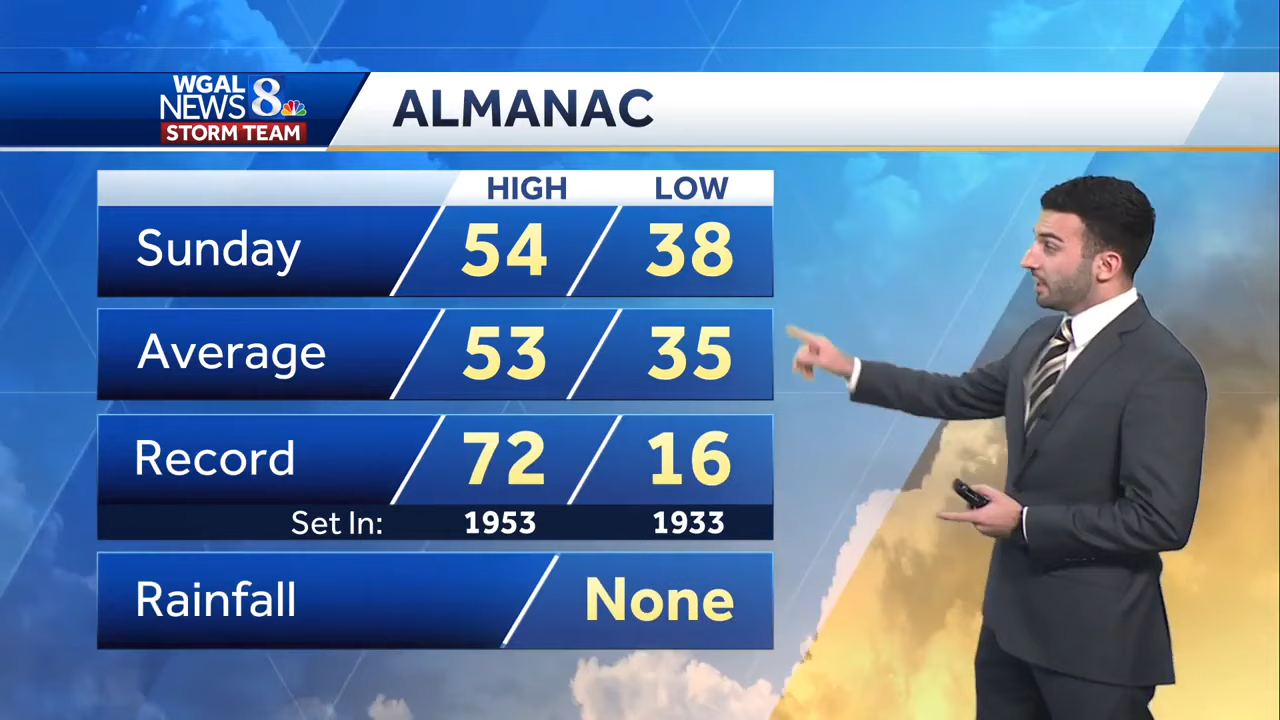 WGAL
NEWS 8
STORM TEAM
ALMANAC
HIGH LOW
Sunday 54 38
Average 53 35
Record 72 16
Set In: 1953 1933
Rainfall None